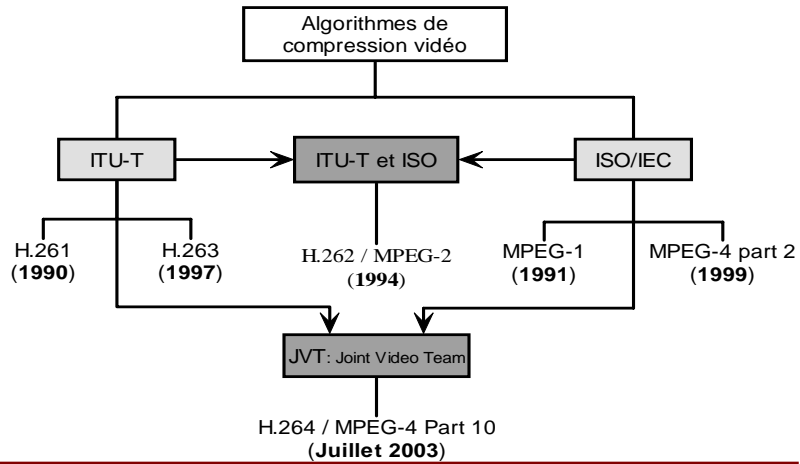 Algorithmes de
compression vidéo
ITU-T
ITU-T et ISO
ISO/IEC
H.261
(1990)
H.263
(1997)
H.262 / MPEG-2
(1994)
MPEG-1
(1991)
MPEG-4 part 2
(1999)
JVT: Joint Video Team
H.264 / MPEG-4 Part 10
(Juillet 2003)